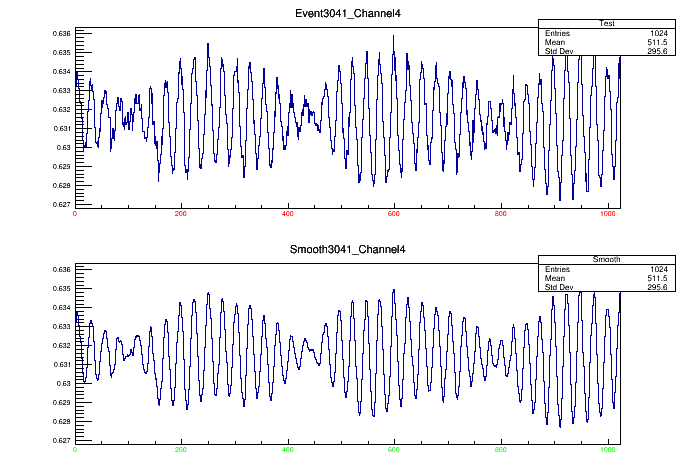 Event3041_Channel4
Test
Entries 1024
Mean 511.5
Std Dev 295.6
0.636
0.635
0.634
0.633
0.632
0.631
0.63
0.629
0.628
0.627
0 200 400 600 800 1000
Smooth3041_Channel4
Smooth
Entries 1024
Mean 511.5
Std Dev 295.6
0.636
0.635
0.634
0.633
0.632
0.631
0.63
0.629
0.628
0.627
0 200 400 600 800 1000